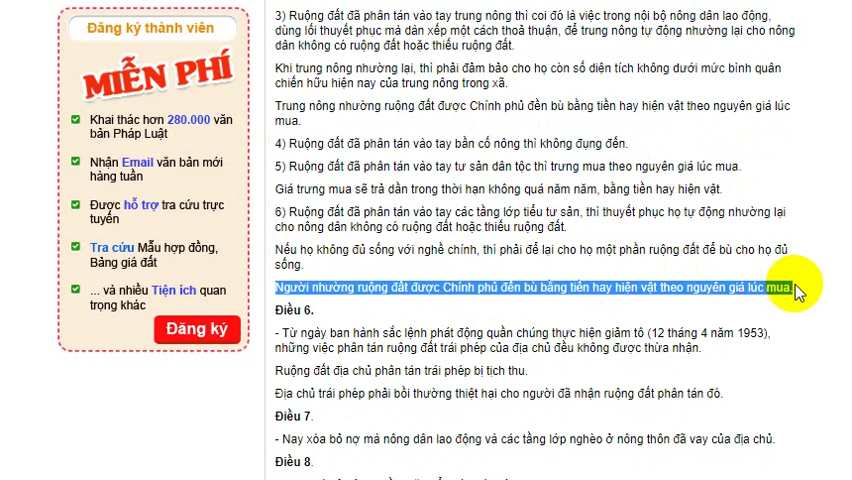 Đăng ký thành viên
MIỄN PHÍ
Khai thác hơn 280.000 văn
bản Pháp Luật
Nhận Email văn bản mới
hàng tuần
Được hỗ trợ tra cứu trực
tuyến
Tra cứu Mẫu hợp đồng,
Bảng giá đất
... và nhiều Tiện ích quan
trọng khác
Đăng ký
3) Ruộng đất đã phân tán vào tay trung nông thì coi đó là việc trong nội bộ nông dân lao động,
dùng lối thuyết phục mà dàn xếp một cách thoả thuận, để trung nông tự động nhường lại cho nông
dân không có ruộng đất hoặc thiếu ruộng đất.
Khi trung nông nhường lại, thì phải đảm bảo cho họ còn số diện tích không dưới mức bình quân
chiếm hữu hiện nay của trung nông trong xã.
Trung nông nhường ruộng đất được Chính phủ đền bù bằng tiền hay hiện vật theo nguyên giá lúc
mua.
4) Ruộng đất đã phân tán vào tay bần cố nông thì không đụng đến.
5) Ruộng đất đã phân tán vào tay tư sản dân tộc thì trưng mua theo nguyên giá lúc mua.
Giá trưng mua sẽ trả dần trong thời hạn không quá năm năm, bằng tiền hay hiện vật.
6) Ruộng đất đã phân tán vào tay các tầng lớp tiểu tư sản, thì thuyết phục họ tự động nhường lại
cho nông dân không có ruộng đất hoặc thiếu ruộng đất.
Nếu họ không đủ sống với nghề chính, thì phải để lại cho họ một phần ruộng đất để bù cho họ đủ
sống.
Người nhường ruộng đất được Chính phủ đền bù bằng tiền hay hiện vật theo nguyên giá lúc mua.
Điều 6.
- Từ ngày ban hành sắc lệnh phát động quần chúng thực hiện giảm tô (12 tháng 4 năm 1953),
những việc phân tán ruộng đất trái phép của địa chủ đều không được thừa nhận.
Ruộng đất địa chủ phân tán trái phép bị tịch thu.
Địa chủ trái phép phải bồi thường thiệt hại cho người đã nhận ruộng đất phân tán đó.
Điều 7.
- Nay xóa bỏ nợ mà nông dân lao động và các tầng lớp nghèo ở nông thôn đã vay của địa chủ.
Điều 8.